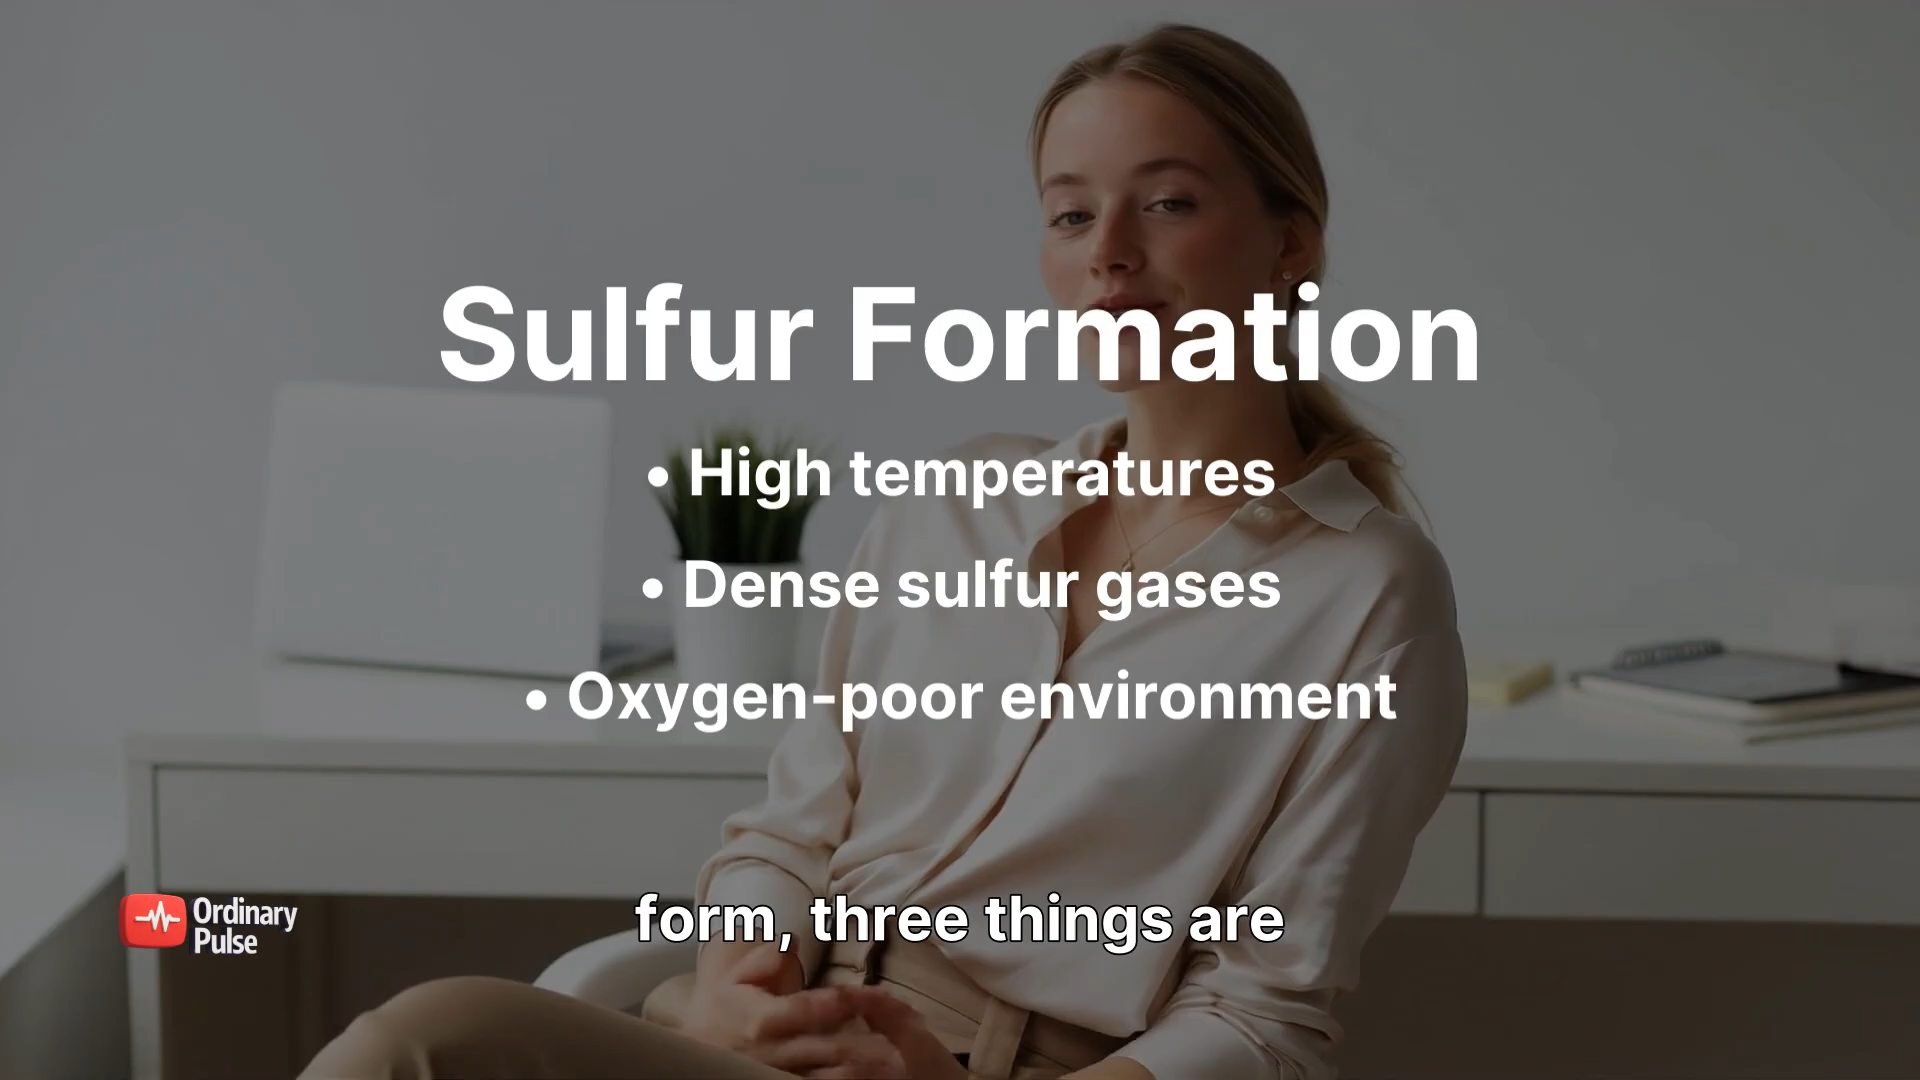 Sulfur Formation
• High temperatures
• Dense sulfur gases
• Oxygen-poor environment
form, three things are
Ordinary
Pulse